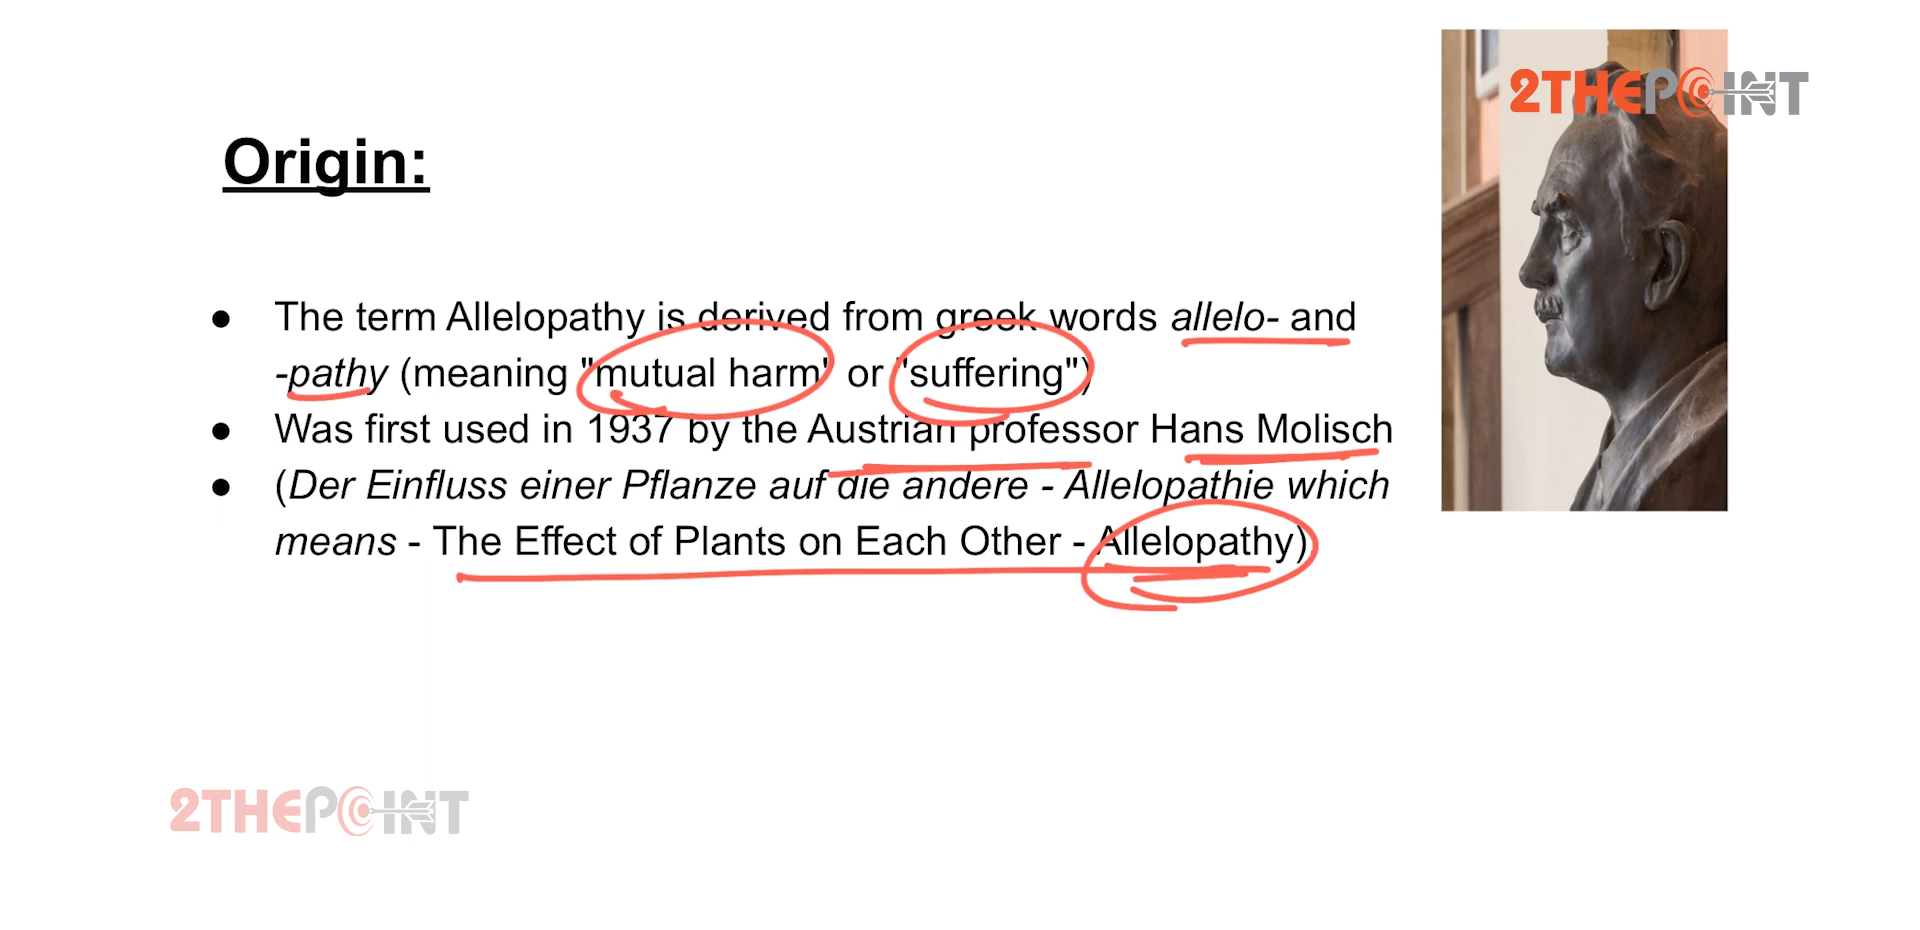 2THEPOINT
Origin:
● The term Allelopathy is derived from greek words allelo- and
-pathy (meaning "mutual harm" or "suffering")
● Was first used in 1937 by the Austrian professor Hans Molisch
● (Der Einfluss einer Pflanze auf die andere - Allelopathie which
means - The Effect of Plants on Each Other - Allelopathy)
2THEPOINT